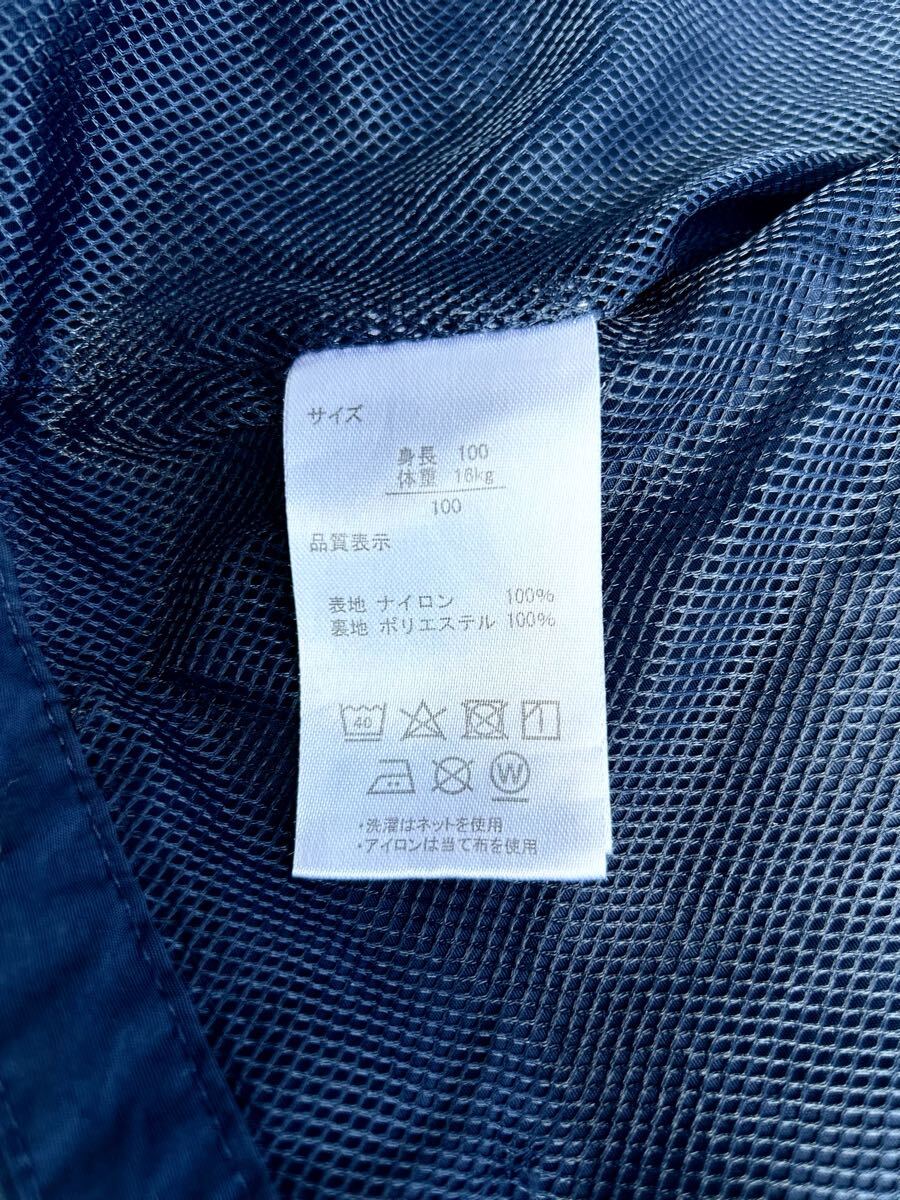 サイズ
身長 100
体重 16kg
100
品質表示
表地 ナイロン 100%
裏地 ポリエステル 100%
40
W
・洗濯はネットを使用
・アイロンは当て布を使用